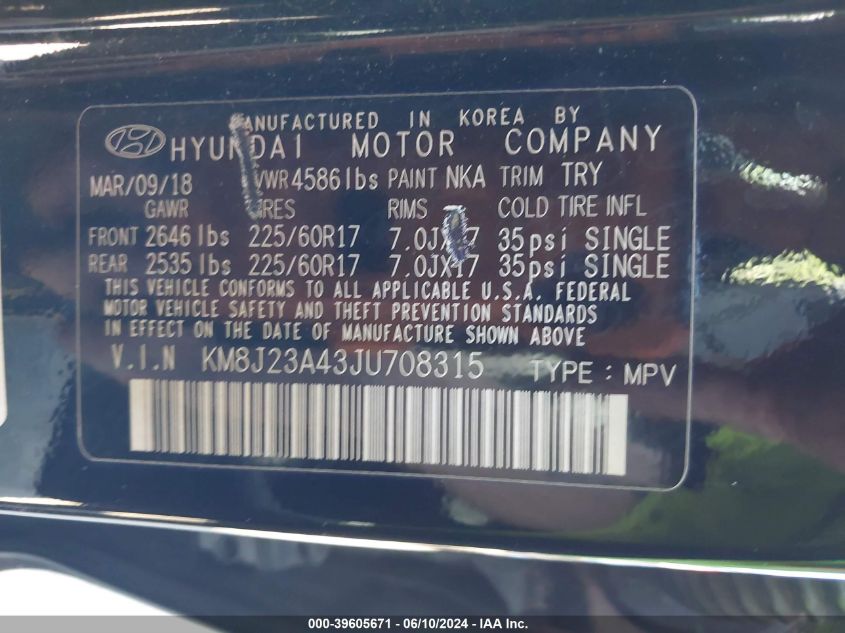 MANUFACTURED IN KOREA BY
HYUNDAI MOTOR COMPANY
MAR/09/18 GVWR 4586 lbs PAINT NKA TRIM TRY
GAWR TIRES RIMS COLD TIRE INFL
FRONT 2646 lbs 225/60R17 7.0JX17 35psi SINGLE
REAR 2535 lbs 225/60R17 7.0JX17 35psi SINGLE
THIS VEHICLE CONFORMS TO ALL APPLICABLE U.S.A. FEDERAL
MOTOR VEHICLE SAFETY AND THEFT PREVENTION STANDARDS
IN EFFECT ON THE DATE OF MANUFACTURE SHOWN ABOVE
V.I.N KM8J23A43JU708315 TYPE : MPV
000-39605671 / 06/10/2024 - IAA Inc.